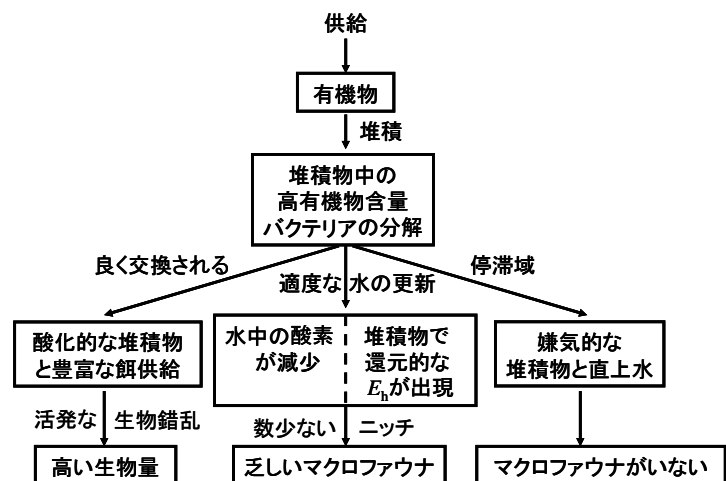 供給
有機物
堆積
堆積物中の
高有機物含量
バクテリアの分解
良く交換される
適度な 水の更新
停滞域
酸化的な堆積物
と豊富な餌供給
水中の酸素
が減少
堆積物で
還元的な
Ehが出現
嫌気的な
堆積物と直上水
活発な 生物錯乱
数少ない ニッチ
高い生物量
乏しいマクロファウナ
マクロファウナがいない